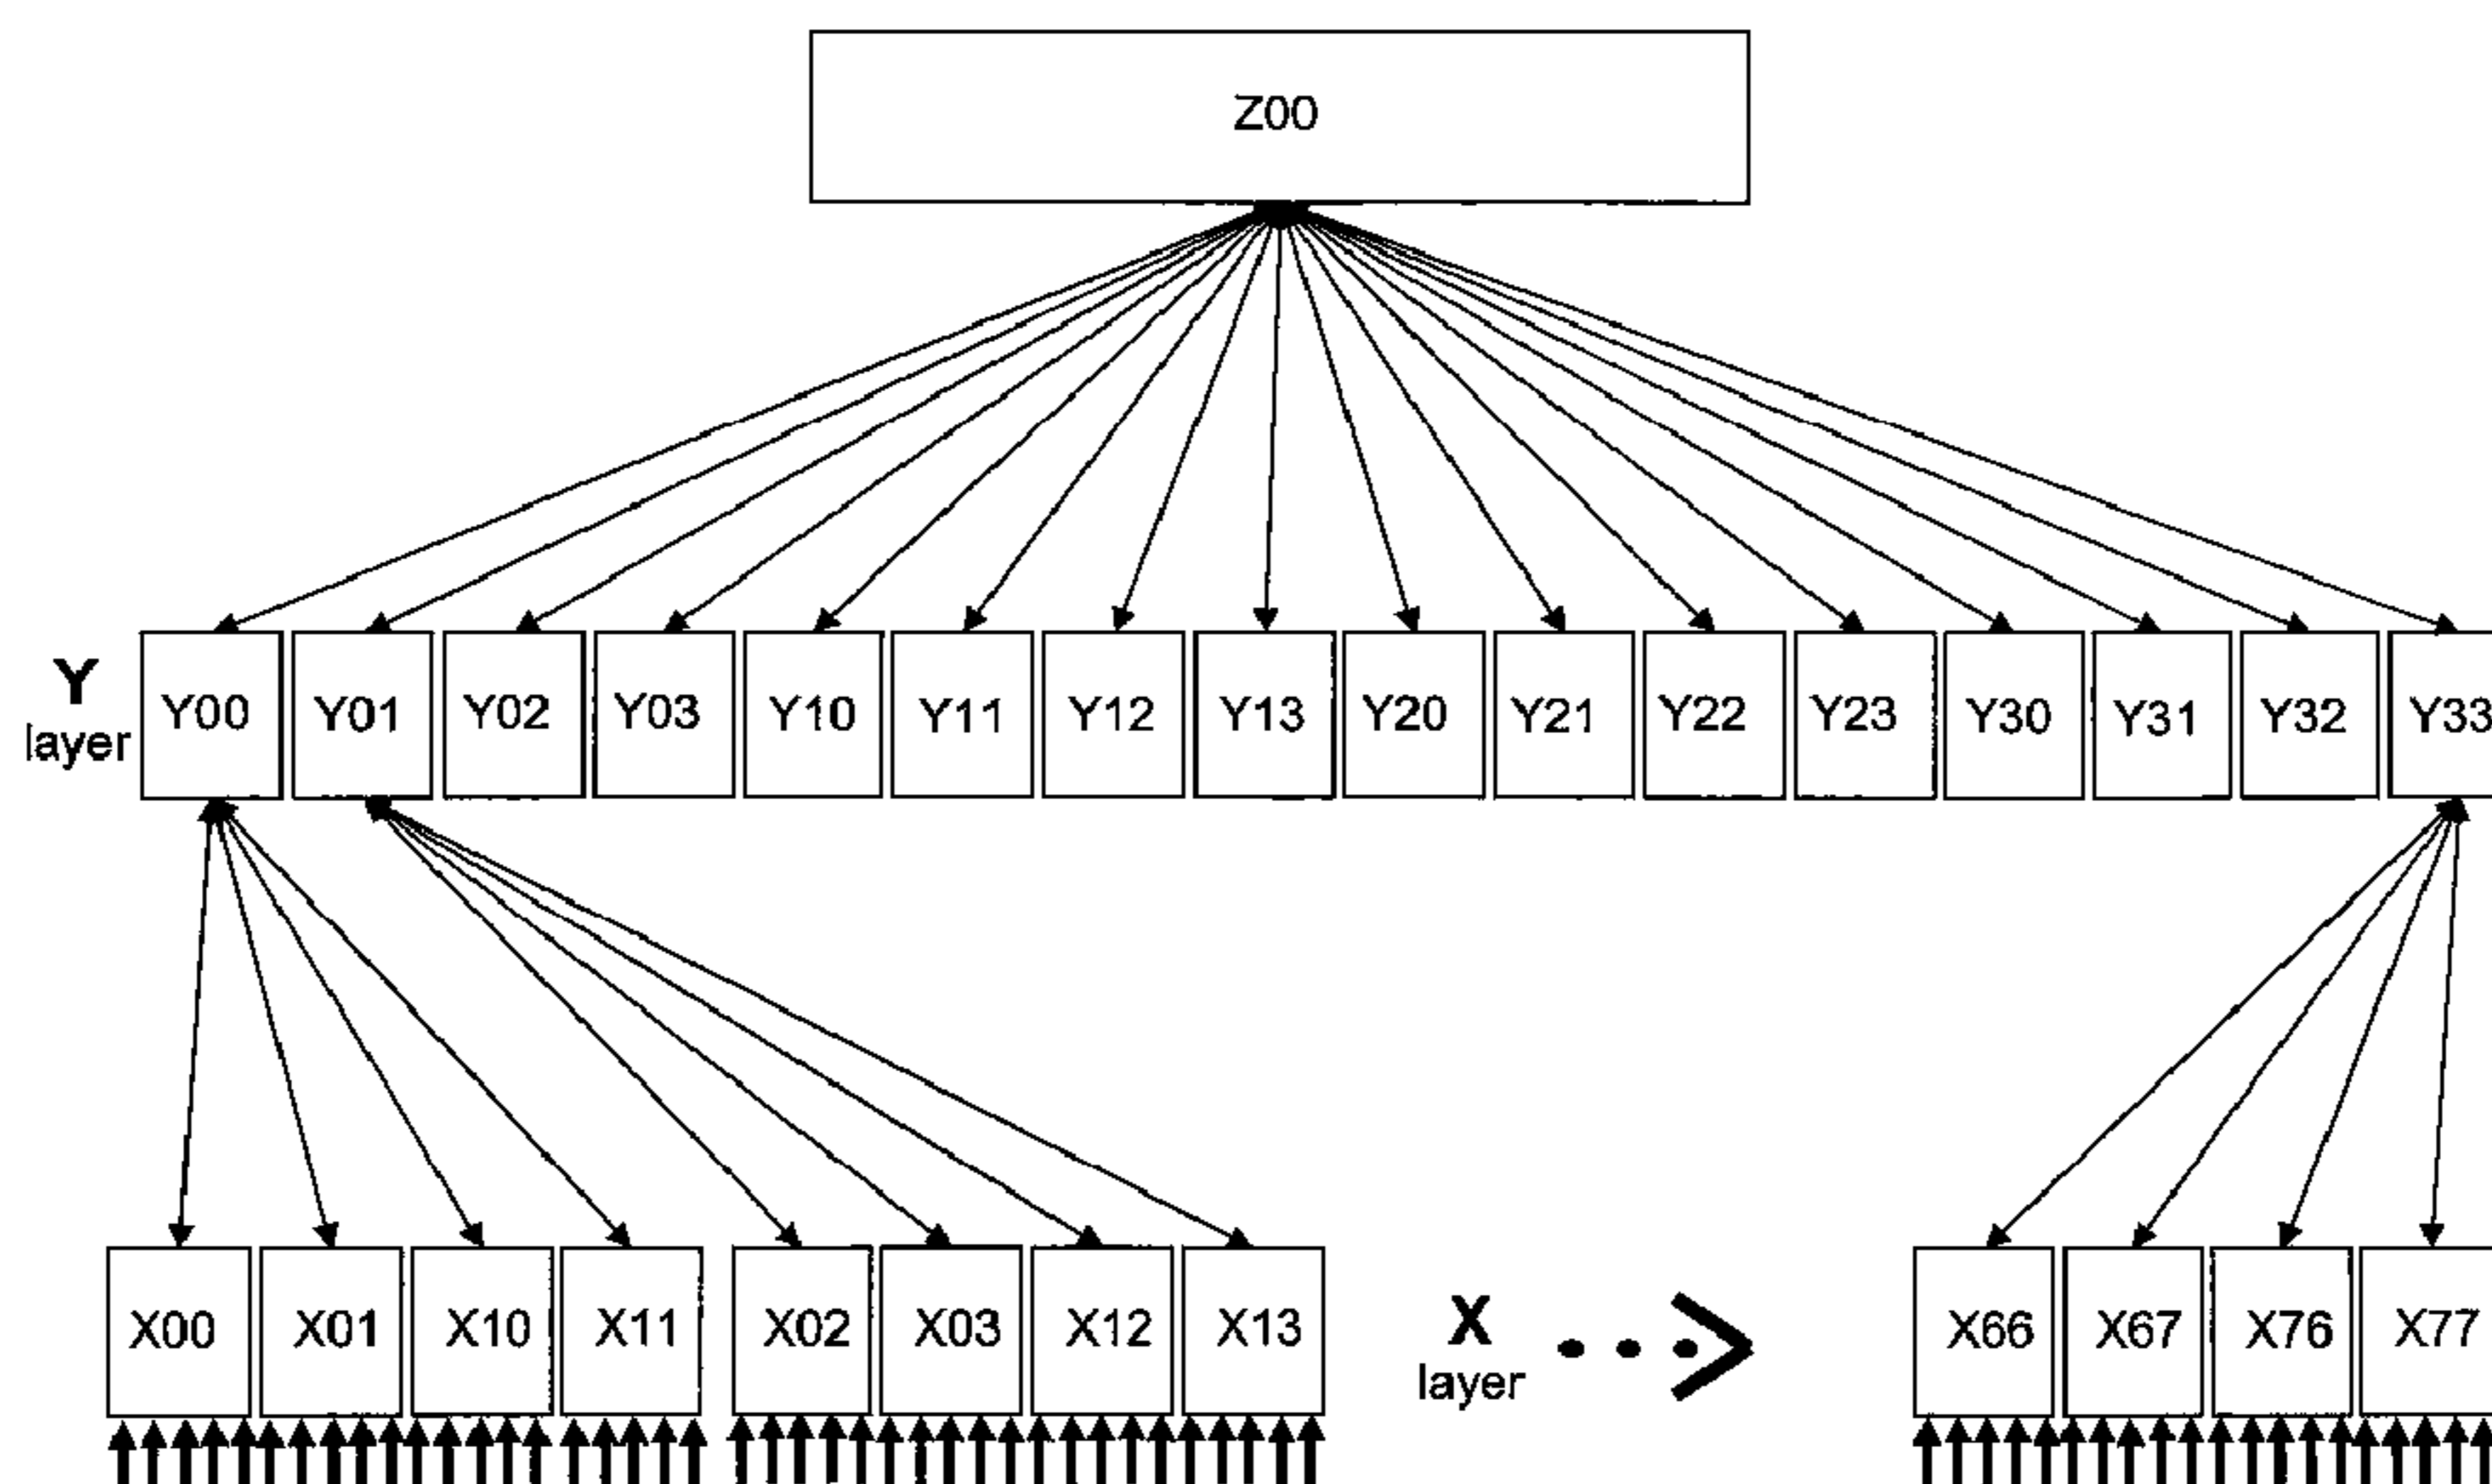 Z00
Y
layer
Y00 Y01 Y02 Y03 Y10 Y11 Y12 Y13 Y20 Y21 Y22 Y23 Y30 Y31 Y32 Y33
X00 X01 X10 X11 X02 X03 X12 X13
X
layer
X66 X67 X76 X77